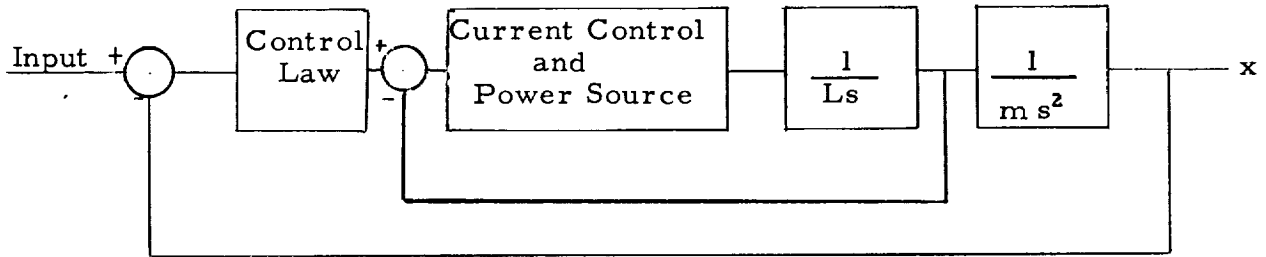 Input
+
-
Control
Law
+
-
Current Control
and
Power Source
1
Ls
1
m s²
x